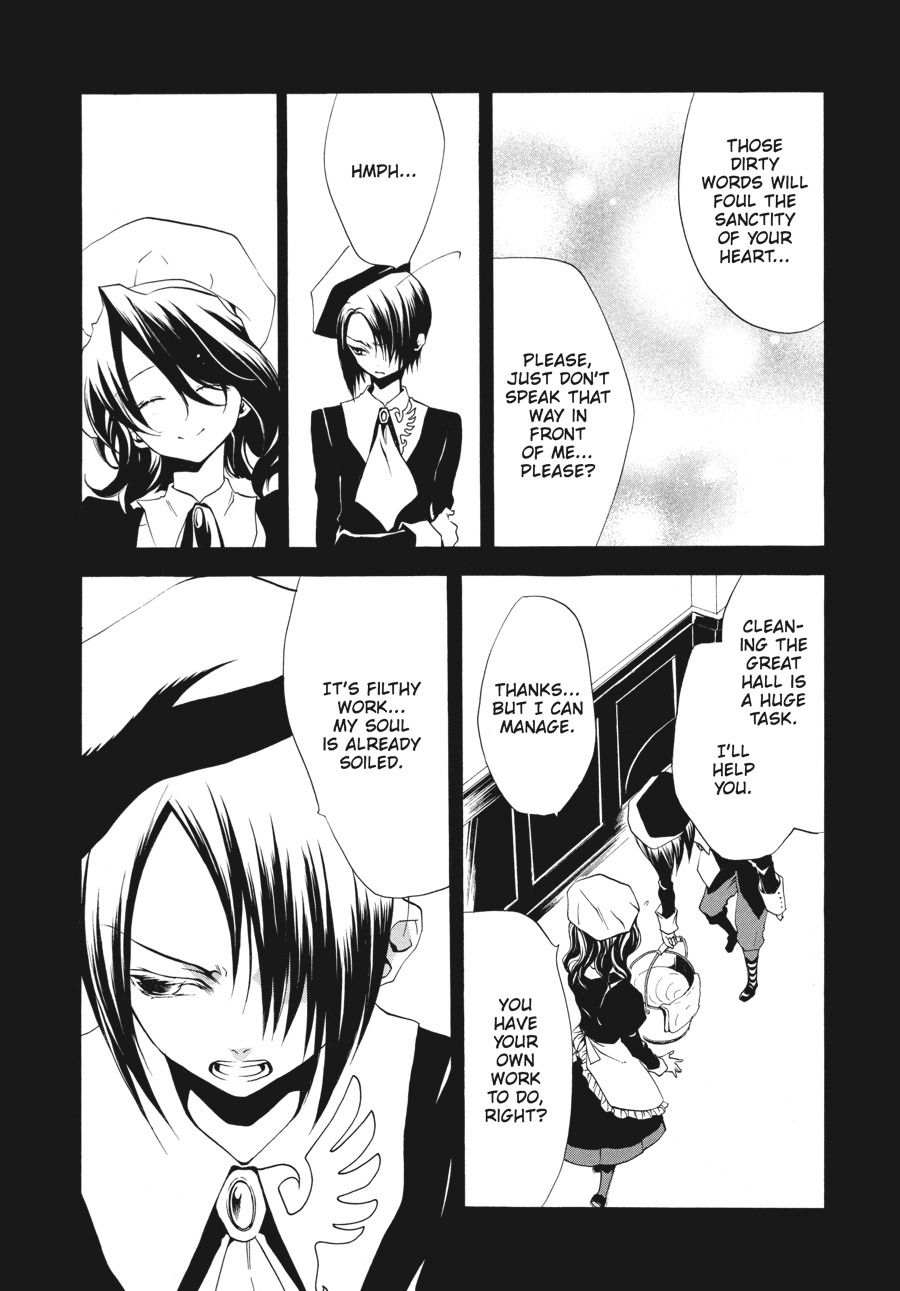 THOSE
DIRTY
WORDS WILL
FOUL THE
SANCTITY
OF YOUR
HEART...
PLEASE,
JUST DON'T
SPEAK THAT
WAY IN
FRONT
OF ME...
PLEASE?
HMPH...
CLEAN-
ING THE
GREAT
HALL IS
A HUGE
TASK.
I'LL
HELP
YOU.
THANKS...
BUT I CAN
MANAGE.
YOU
HAVE
YOUR
OWN
WORK
TO DO,
RIGHT?
IT'S FILTHY
WORK...
MY SOUL
IS ALREADY
SOILED.